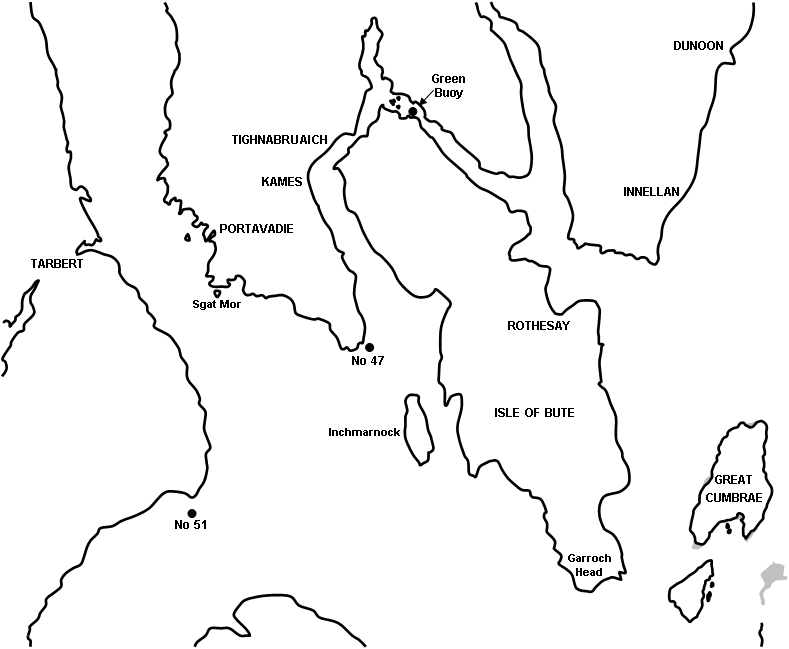 DUNOON
Green
Buoy
TIGHNABRUAICH
KAMES
INNELLAN
PORTAVADIE
TARBERT
Sgat Mor
ROTHESAY
No 47
ISLE OF BUTE
Inchmarnock
GREAT
CUMBRAE
No 51
Garroch
Head